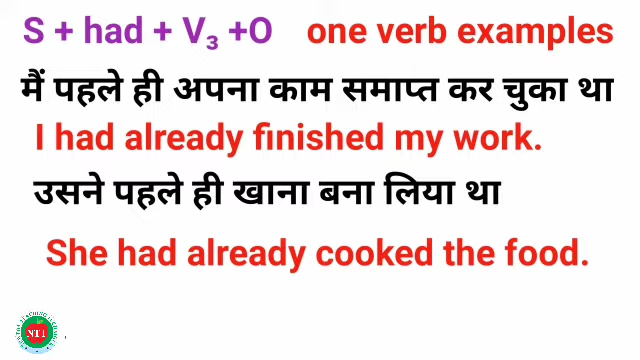 S + had + V₃ +O one verb examples
मैं पहले ही अपना काम समाप्त कर चुका था
I had already finished my work.
उसने पहले ही खाना बना लिया था
She had already cooked the food.
NTI